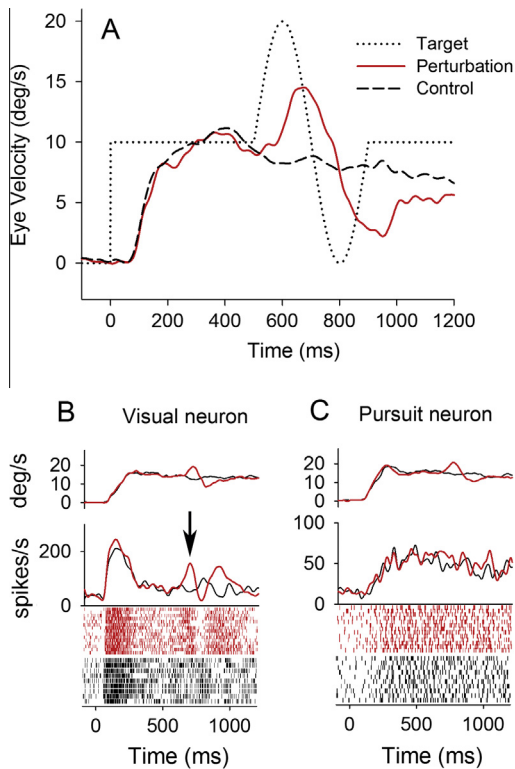 A
Eye Velocity (deg/s)
20
15
10
5
0
Target
Perturbation
Control
0 200 400 600 800 1000 1200
Time (ms)
B Visual neuron
deg/s
20
10
0
spikes/s
200
0
0 500 1000
Time (ms)
C Pursuit neuron
20
10
0
100
50
0
0 500 1000
Time (ms)